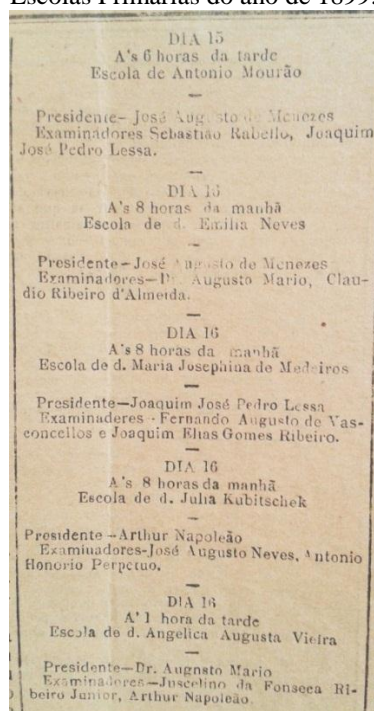 Escolas Primárias do ano de 1899.
DIA 15
A's 6 horas da tarde
Escola de Antonio Mourão
Presidente- José Augusto de Menezes
Examinadores Sebastião Rabello, Joaquim
José Pedro Lessa.
DIA
A's 8 horas da manhã
Escola de d. Emilia Neves
Presidente-José Augusto de Menezes
Examinadores-Dr. Augusto Mario, Clau-
dio Ribeiro d'Almeida.
DIA 16
A's 8 horas da manhã
Escola de d. Maria Josephina de Medeiros
Presidente-Joaquim José Pedro Lessa
Examinaderes - Fernando Augusto de Vas-
concellos e Joaquim Elias Gomes Ribeiro.
DIA 16
A's 8 horas da manhã
Escola de d. Julia Kubitschek
Presidente-Arthur Napoleão
Examinadores-José Augusto Neves, Antonio
Honorio Perpetuo.
DIA 16
A' 1 hora da tarde
Escola de d. Angelica Augusta Vieira
Presidente-Dr. Augnsto Mario
Examinadores-Juscelino da Fonseca Ri-
beiro Junior, Arthur Napoleão.